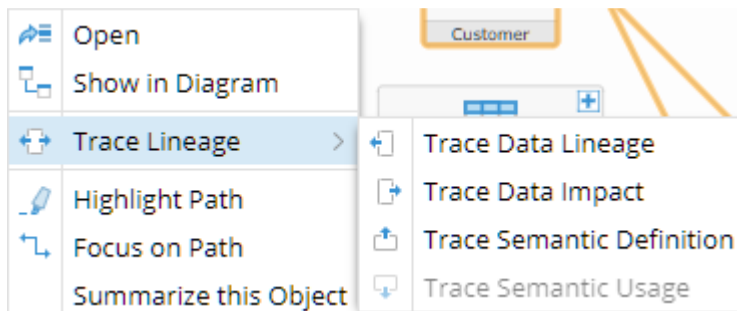 Open
Show in Diagram
Trace Lineage
Highlight Path
Focus on Path
Summarize this Object
Customer
Trace Data Lineage
Trace Data Impact
Trace Semantic Definition
Trace Semantic Usage